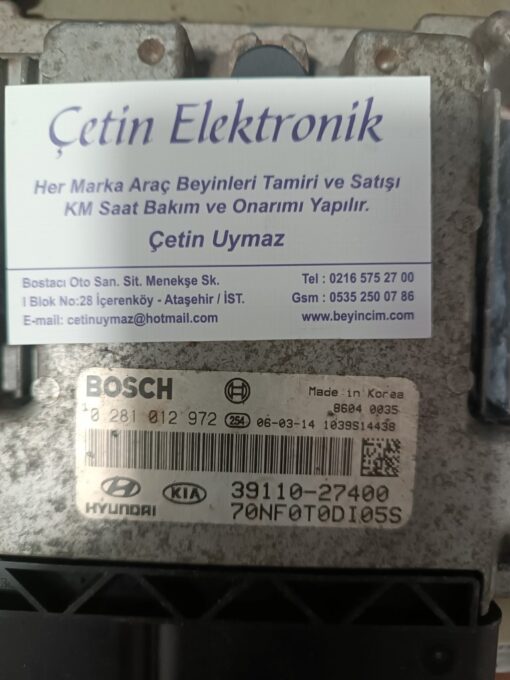 Çetin Elektronik
Her Marka Araç Beyinleri Tamiri ve Satışı
KM Saat Bakım ve Onarımı Yapılır.
Çetin Uymaz
Bostacı Oto San. Sit. Menekşe Sk.
I Blok No:28 İçerenköy - Ataşehir / İST.
E-mail: cetinuymaz@hotmail.com
Tel : 0216 575 27 00
Gsm : 0535 250 07 86
www.beyincim.com
BOSCH
Made in Korea
8604 0035
0 281 012 972 254 06-03-14 1039S14438
HYUNDAI
KIA
39110-27400
70NF0T0DI05S